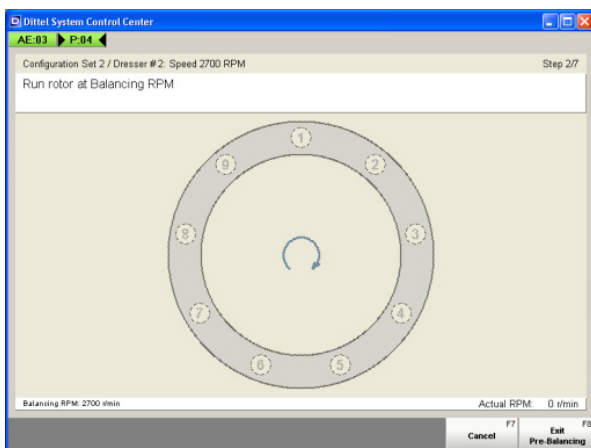 Dittel System Control Center
AE:03 P:04
Configuration Set 2 / Dresser #2: Speed 2700 RPM Step 2/7
Run rotor at Balancing RPM
1
9 2
8 3
7 4
6 5
Balancing RPM: 2700 r/min Actual RPM: 0 r/min
F7 F8
Cancel Exit
Pre-Balancing